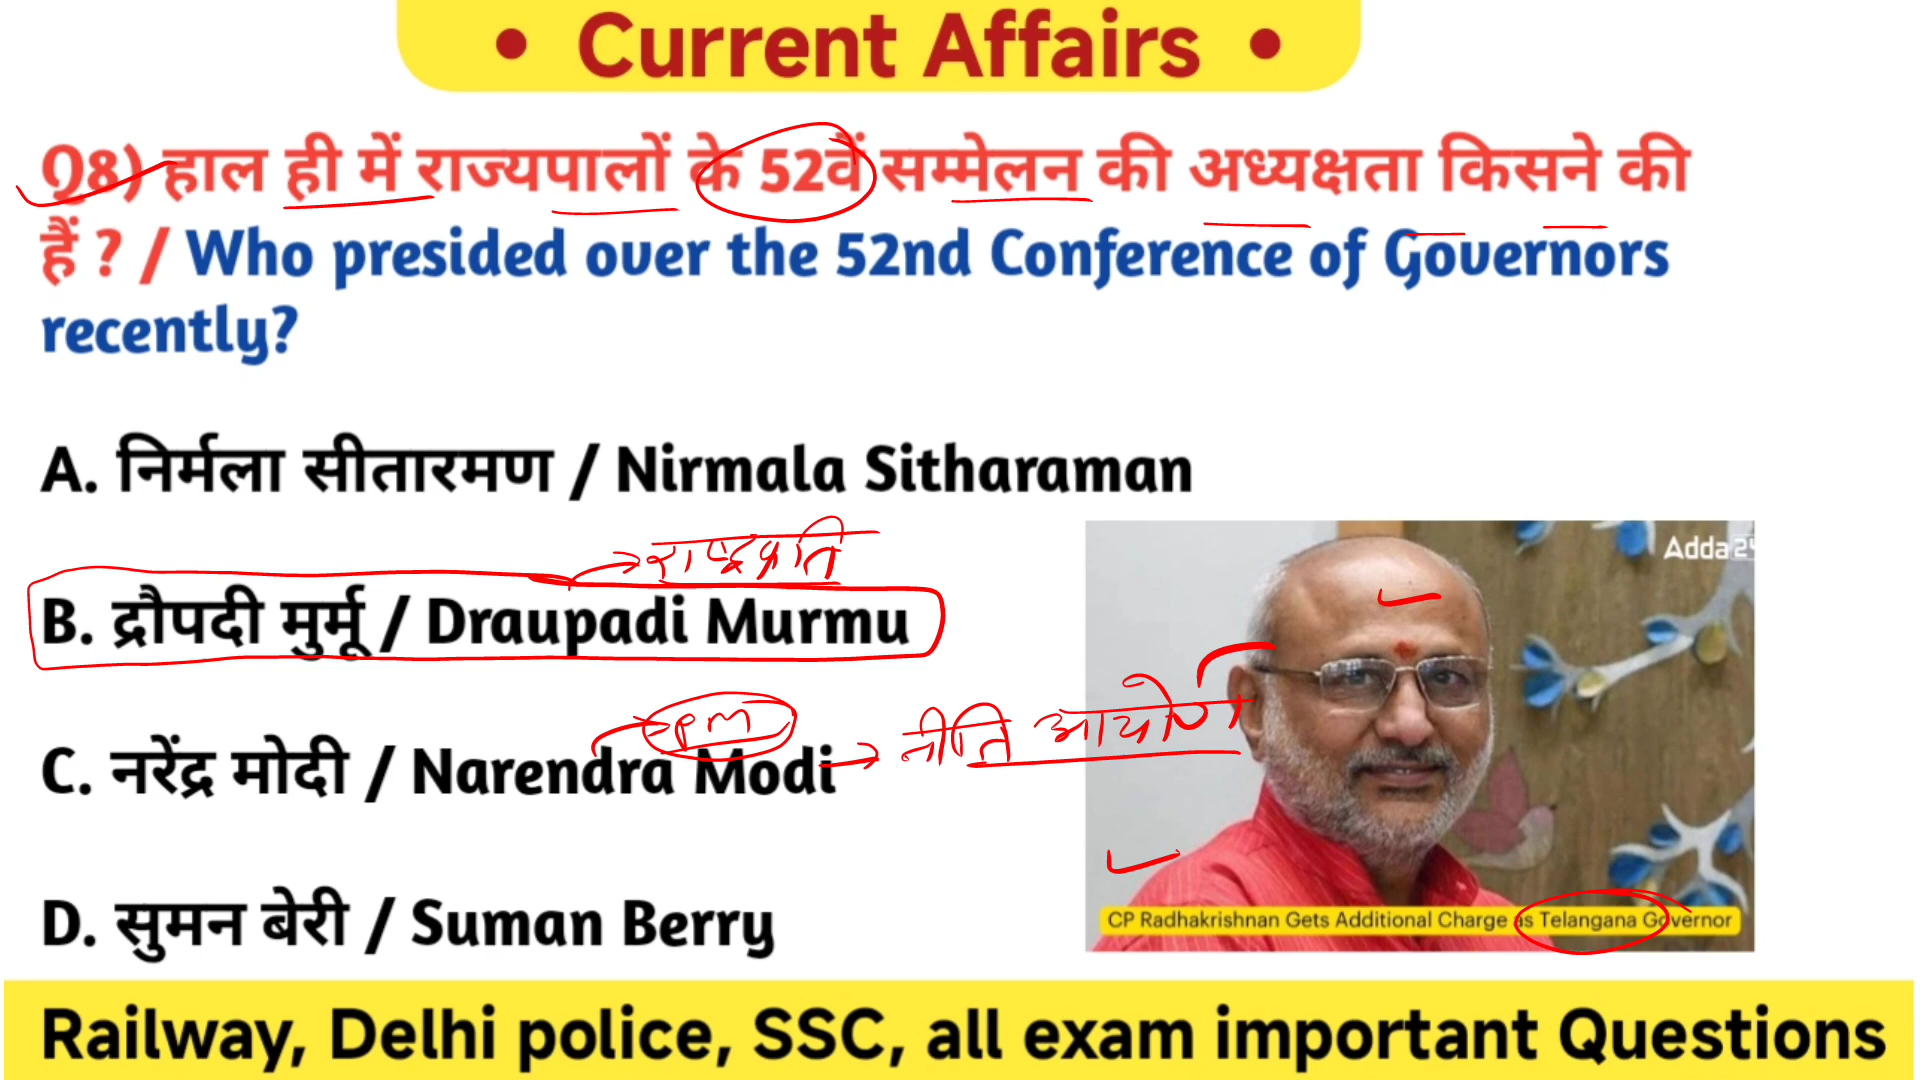 • Current Affairs •
Q8) हाल ही में राज्यपालों के 52वें सम्मेलन की अध्यक्षता किसने की
हैं ? / Who presided over the 52nd Conference of Governors
recently?
A. निर्मला सीतारमण / Nirmala Sitharaman
राष्ट्रपति
B. द्रौपदी मुर्मू / Draupadi Murmu
PM
C. नरेंद्र मोदी / Narendra Modi
नीति आयोग
D. सुमन बेरी / Suman Berry
Adda24
CP Radhakrishnan Gets Additional Charge as Telangana Governor
Railway, Delhi police, SSC, all exam important Questions